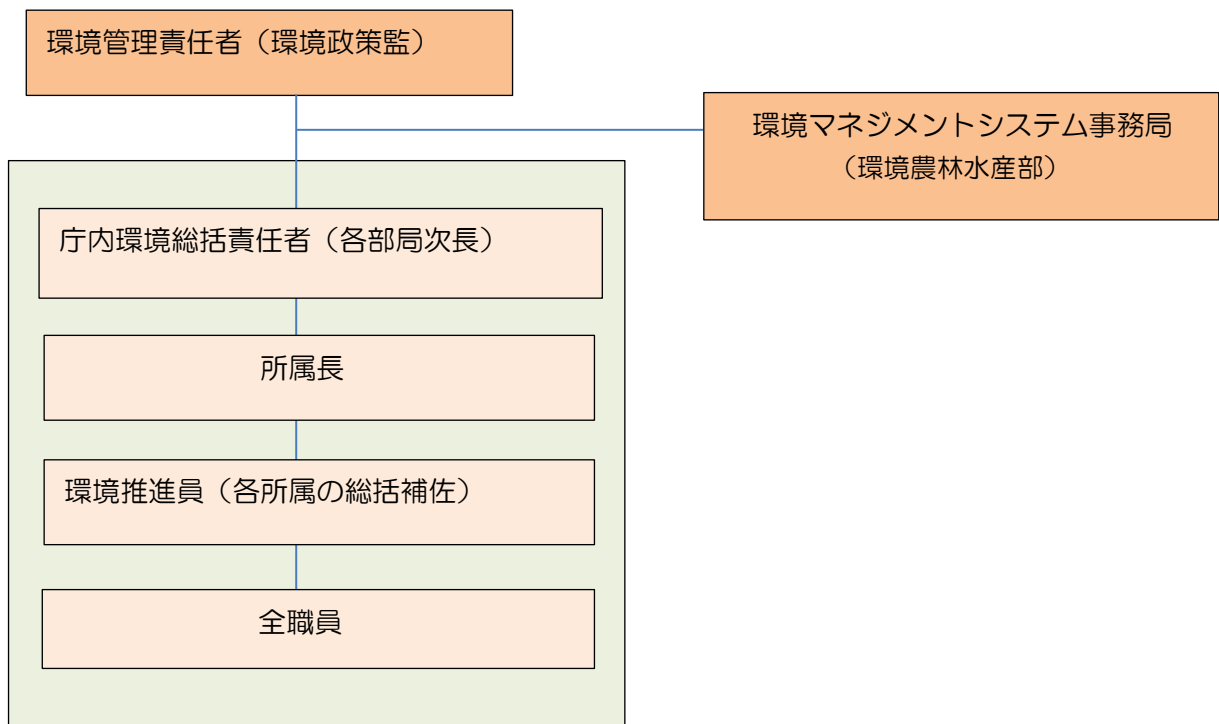 環境管理責任者（環境政策監）
環境マネジメントシステム事務局
（環境農林水産部）
庁内環境総括責任者（各部局次長）
所属長
環境推進員（各所属の総括補佐）
全職員